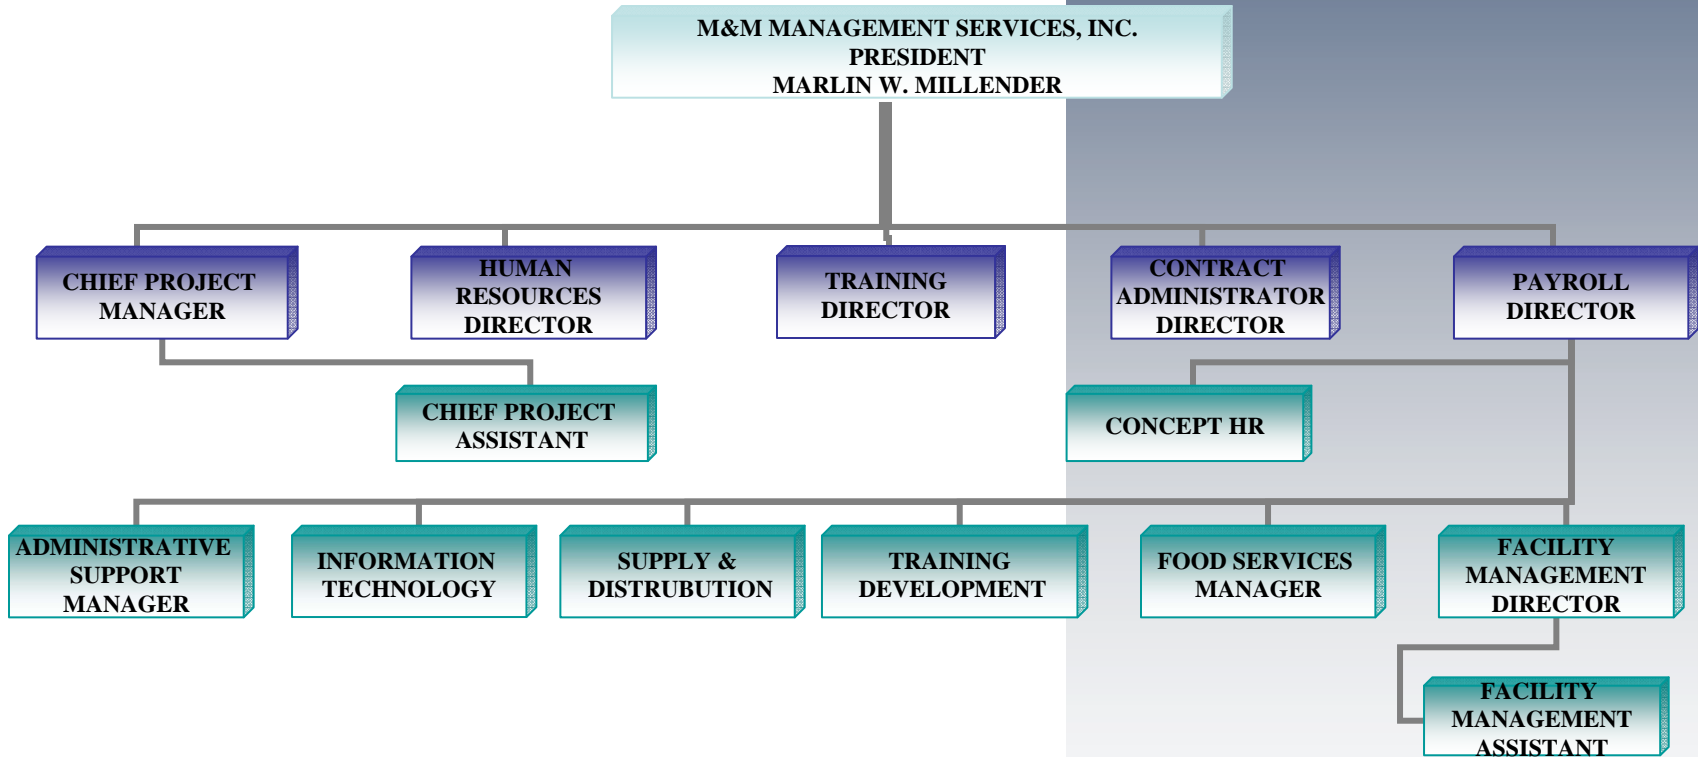 M&M MANAGEMENT SERVICES, INC.
PRESIDENT
MARLIN W. MILLENDER
CHIEF PROJECT
MANAGER
HUMAN
RESOURCES
DIRECTOR
TRAINING
DIRECTOR
CONTRACT
ADMINISTRATOR
DIRECTOR
PAYROLL
DIRECTOR
CHIEF PROJECT
ASSISTANT
CONCEPT HR
ADMINISTRATIVE
SUPPORT
MANAGER
INFORMATION
TECHNOLOGY
SUPPLY &
DISTRUBUTION
TRAINING
DEVELOPMENT
FOOD SERVICES
MANAGER
FACILITY
MANAGEMENT
DIRECTOR
FACILITY
MANAGEMENT
ASSISTANT